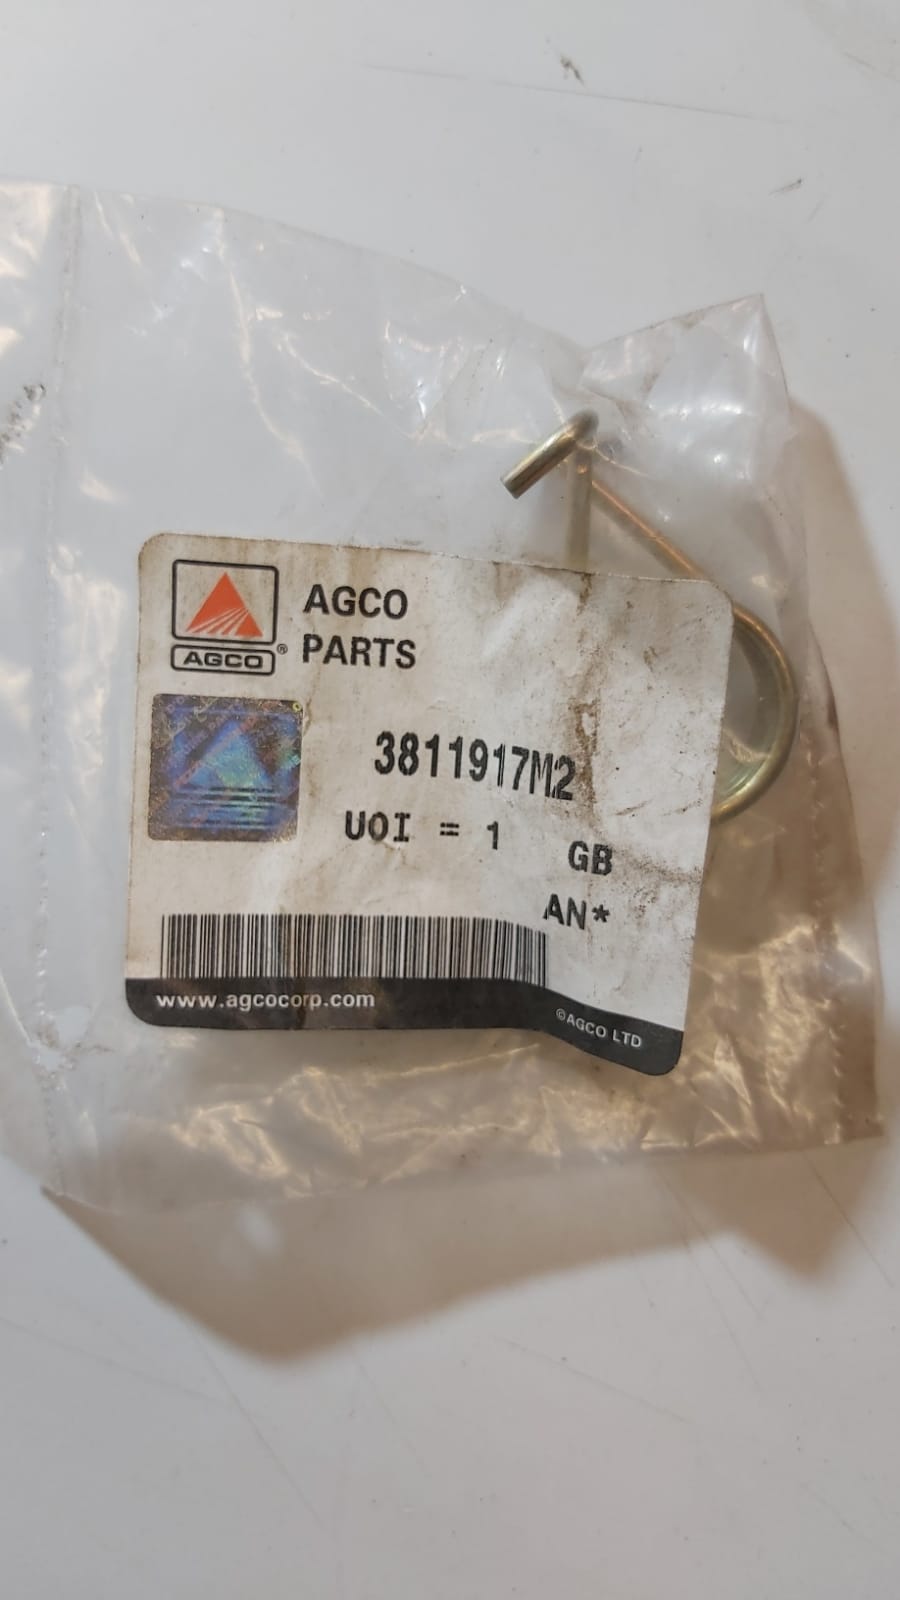 AGCO
PARTS
AGCO®
3811917M2
UOI = 1
GB
AN*
www.agcocorp.com
©AGCO LTD